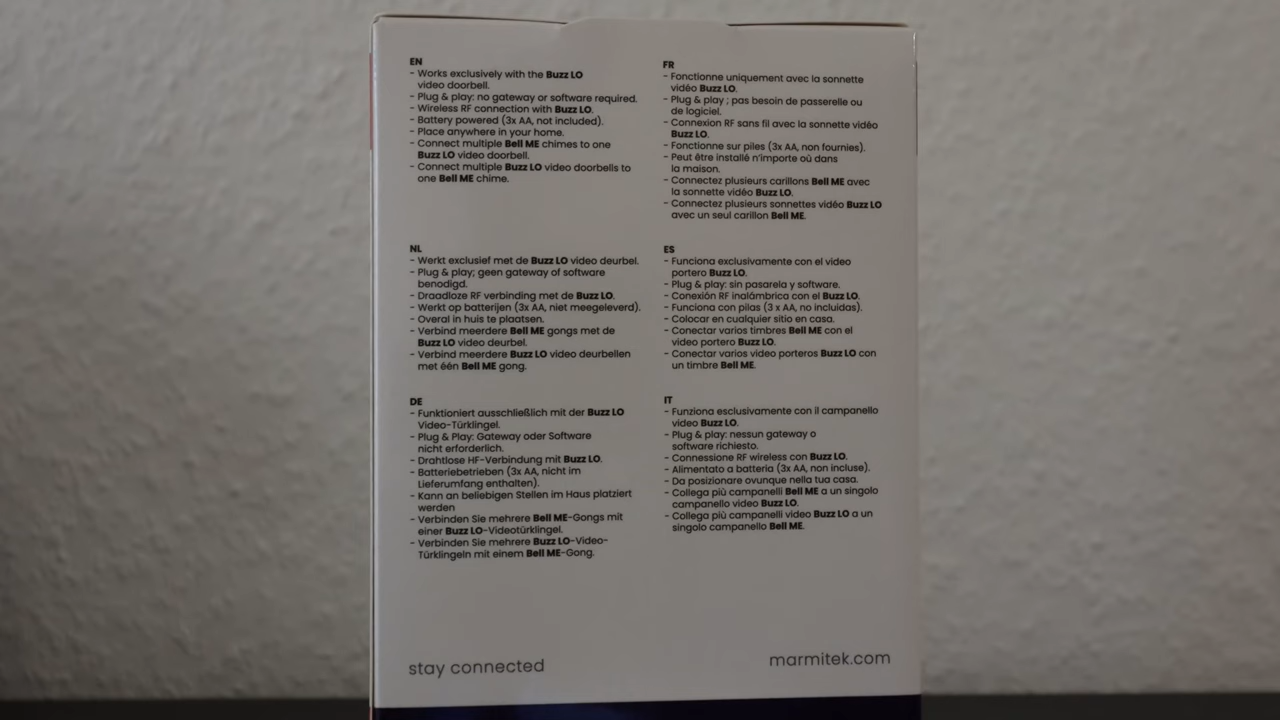 EN
- Works exclusively with the Buzz LO
video doorbell.
- Plug & play: no gateway or software required.
- Wireless RF connection with Buzz LO.
- Battery powered (3x AA, not included).
- Place anywhere in your home.
- Connect multiple Bell ME chimes to one
Buzz LO video doorbell.
- Connect multiple Buzz LO video doorbells to
one Bell ME chime.
FR
- Fonctionne uniquement avec la sonnette
vidéo Buzz LO.
- Plug & play ; pas besoin de passerelle ou
de logiciel.
- Connexion RF sans fil avec la sonnette vidéo
Buzz LO.
- Fonctionne sur piles (3x AA, non fournies).
- Peut être installé n'importe où dans
la maison.
- Connectez plusieurs carillons Bell ME avec
la sonnette vidéo Buzz LO.
- Connectez plusieurs sonnettes vidéo Buzz LO
avec un seul carillon Bell ME.
NL
- Werkt exclusief met de Buzz LO video deurbel.
- Plug & play; geen gateway of software
benodigd.
- Draadloze RF verbinding met de Buzz LO.
- Werkt op batterijen (3x AA, niet meegeleverd).
- Overal in huis te plaatsen.
- Verbind meerdere Bell ME gongs met de
Buzz LO video deurbel.
- Verbind meerdere Buzz LO video deurbellen
met één Bell ME gong.
ES
- Funciona exclusivamente con el video
portero Buzz LO.
- Plug & play: sin pasarela y software.
- Conexión RF inalámbrica con el Buzz LO.
- Funciona con pilas (3 x AA, no incluidas).
- Colocar en cualquier sitio en casa.
- Conectar varios timbres Bell ME con el
video portero Buzz LO.
- Conectar varios video porteros Buzz LO con
un timbre Bell ME.
DE
- Funktioniert ausschließlich mit der Buzz LO
Video-Türklingel.
- Plug & Play: Gateway oder Software
nicht erforderlich.
- Drahtlose HF-Verbindung mit Buzz LO.
- Batteriebetrieben (3x AA, nicht im
Lieferumfang enthalten).
- Kann an beliebigen Stellen im Haus platziert
werden
- Verbinden Sie mehrere Bell ME-Gongs mit
einer Buzz LO-Videotürklingel.
- Verbinden Sie mehrere Buzz LO-Video-
Türklingeln mit einem Bell ME-Gong.
IT
- Funziona esclusivamente con il campanello
video Buzz LO.
- Plug & play: nessun gateway o
software richiesto.
- Connessione RF wireless con Buzz LO.
- Alimentato a batteria (3x AA, non incluse).
- Da posizionare ovunque nella tua casa.
- Collega più campanelli Bell ME a un singolo
campanello video Buzz LO.
- Collega più campanelli video Buzz LO a un
singolo campanello Bell ME.
stay connected
marmitek.com